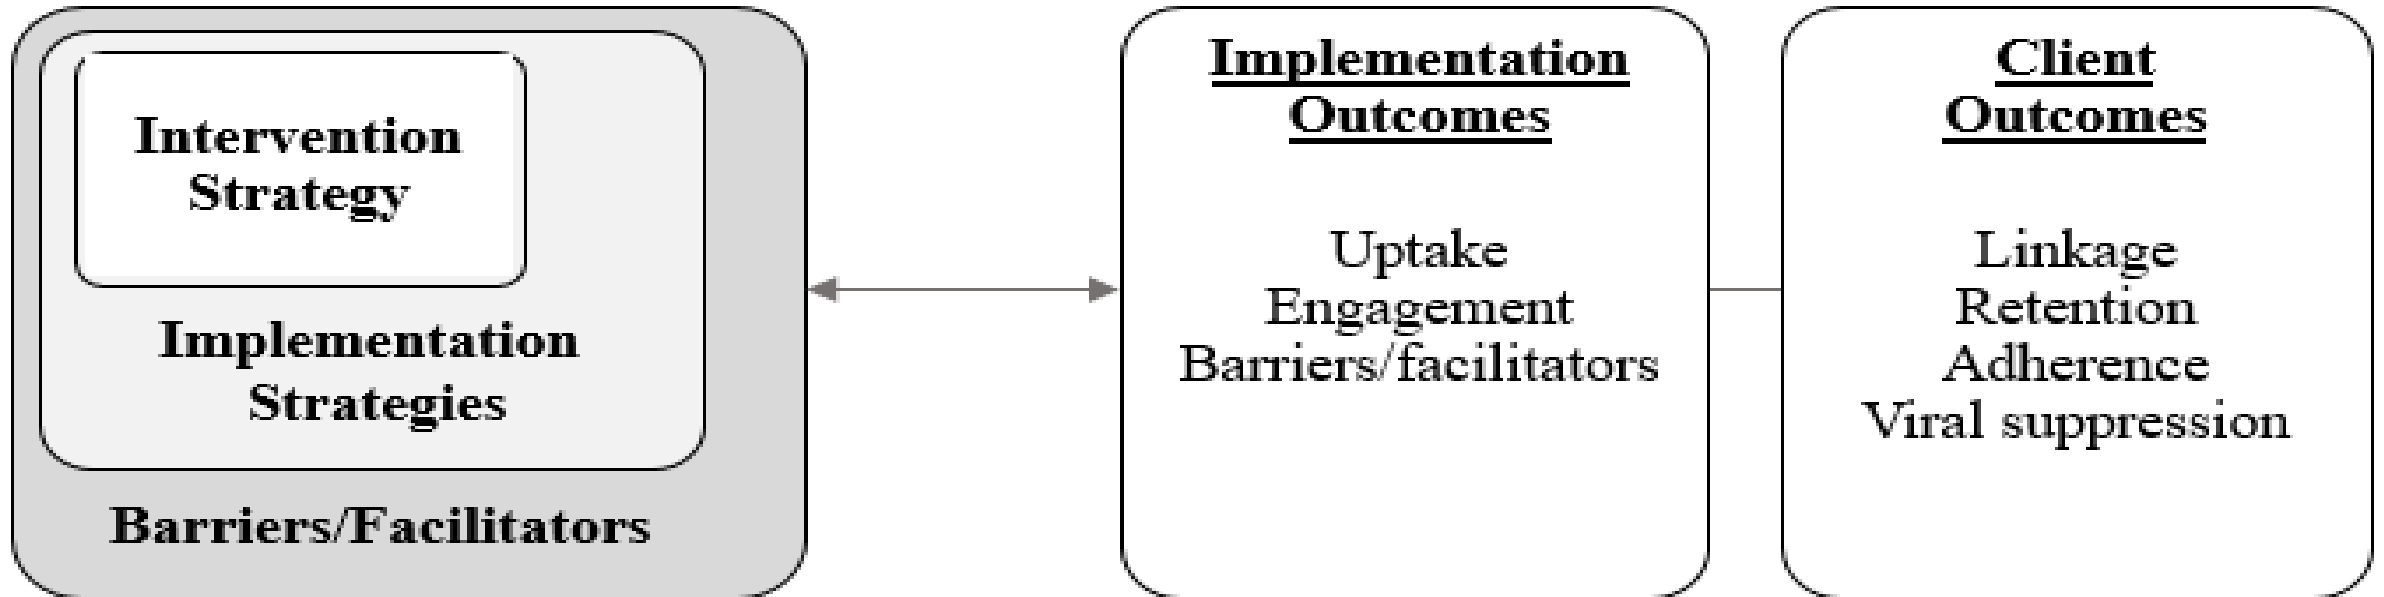 Intervention
Strategy
Implementation
Strategies
Barriers/Facilitators
Implementation
Outcomes
Uptake
Engagement
Barriers/facilitators
Client
Outcomes
Linkage
Retention
Adherence
Viral suppression